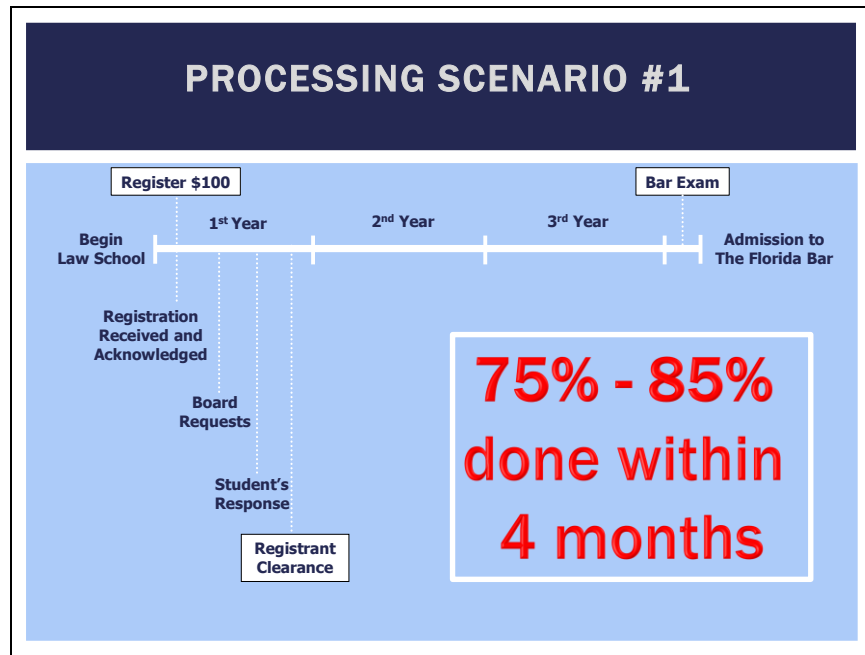 PROCESSING SCENARIO #1
Register $100
Bar Exam
1st Year
2nd Year
3rd Year
Begin
Law School
Admission to
The Florida Bar
Registration
Received and
Acknowledged
Board
Requests
Student’s
Response
Registrant
Clearance
75% - 85%
done within
4 months